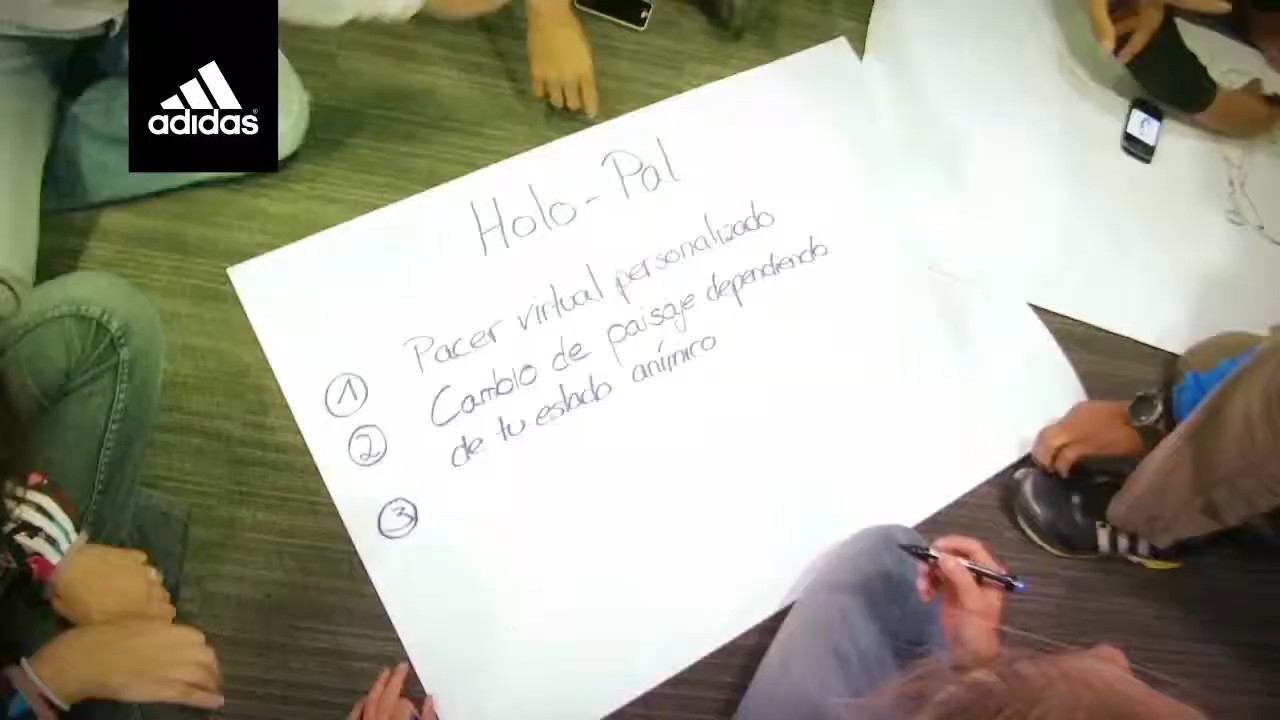 adidas
Holo-Pal
① Pacer virtual personalizado
② Cambio de paisaje dependiendo
de tu estado anímico
③